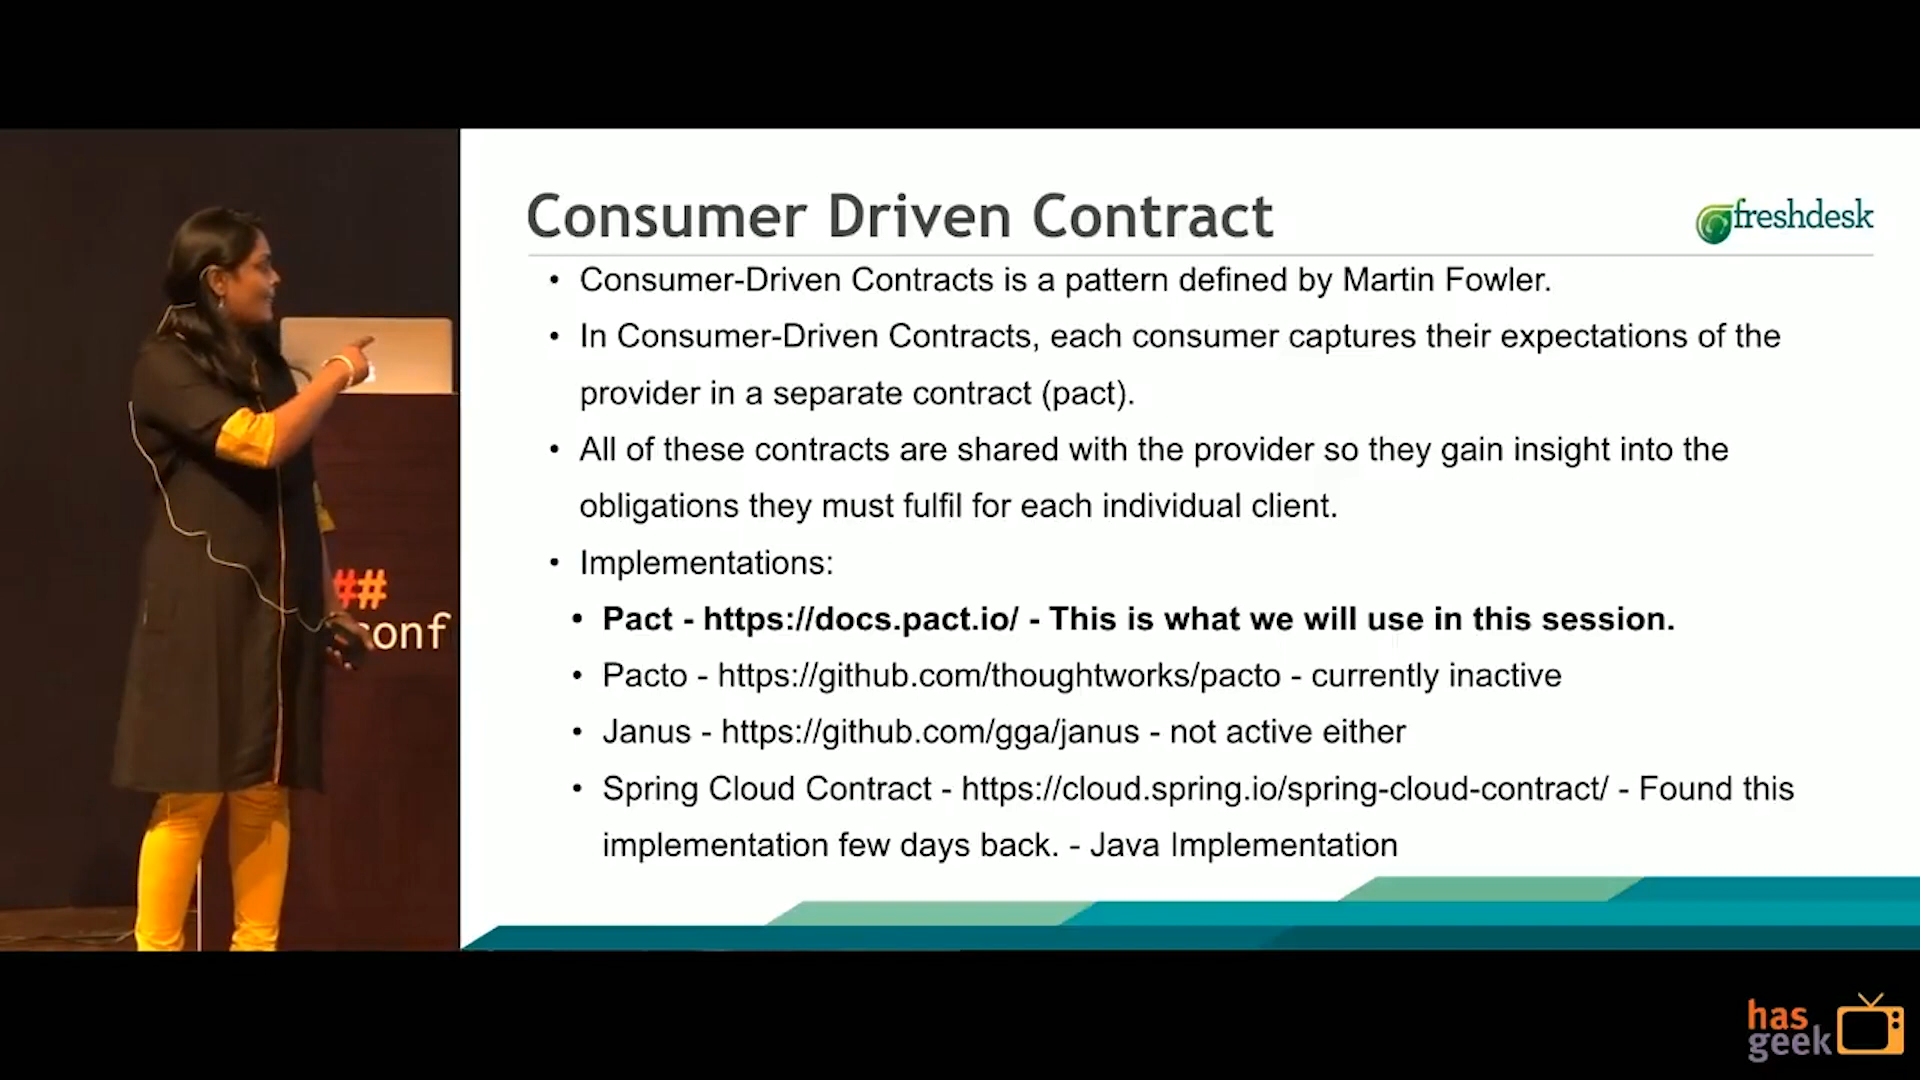 Consumer Driven Contract
freshdesk
• Consumer-Driven Contracts is a pattern defined by Martin Fowler.
• In Consumer-Driven Contracts, each consumer captures their expectations of the
provider in a separate contract (pact).
• All of these contracts are shared with the provider so they gain insight into the
obligations they must fulfil for each individual client.
• Implementations:
• Pact - https://docs.pact.io/ - This is what we will use in this session.
• Pacto - https://github.com/thoughtworks/pacto - currently inactive
• Janus - https://github.com/gga/janus - not active either
• Spring Cloud Contract - https://cloud.spring.io/spring-cloud-contract/ - Found this
implementation few days back. - Java Implementation
##
conf
has
geek